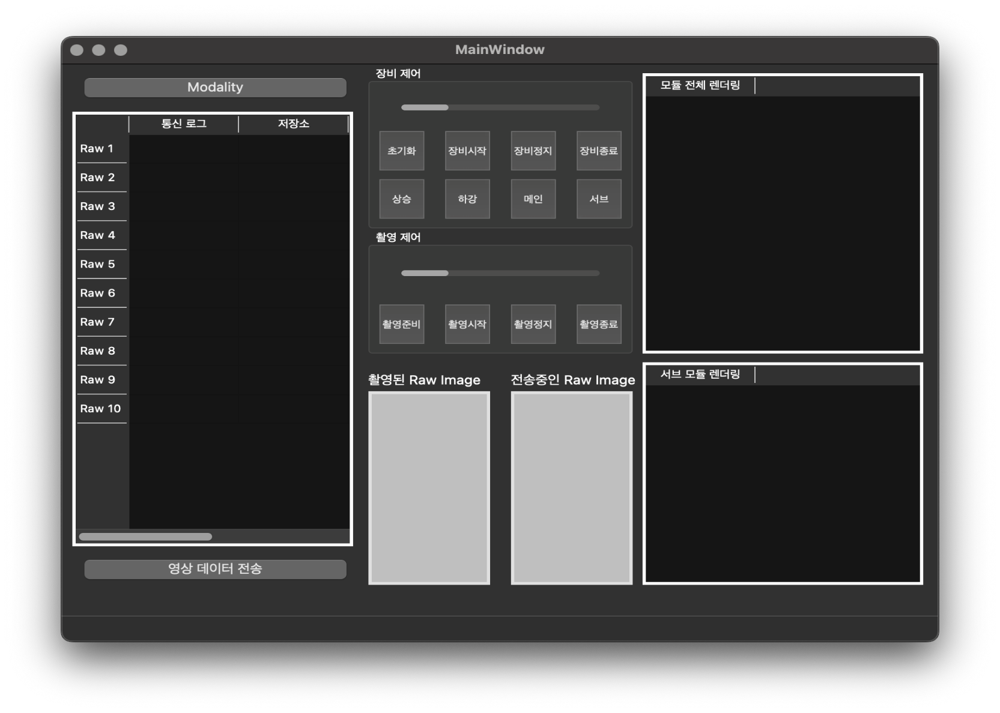 MainWindow
Modality
통신 로그 저장소
Raw 1
Raw 2
Raw 3
Raw 4
Raw 5
Raw 6
Raw 7
Raw 8
Raw 9
Raw 10
영상 데이터 전송
장비 제어
초기화 장비시작 장비정지 장비종료
상승 하강 메인 서브
촬영 제어
촬영준비 촬영시작 촬영정지 촬영종료
촬영된 Raw Image 전송중인 Raw Image
모듈 전체 렌더링
서브 모듈 렌더링